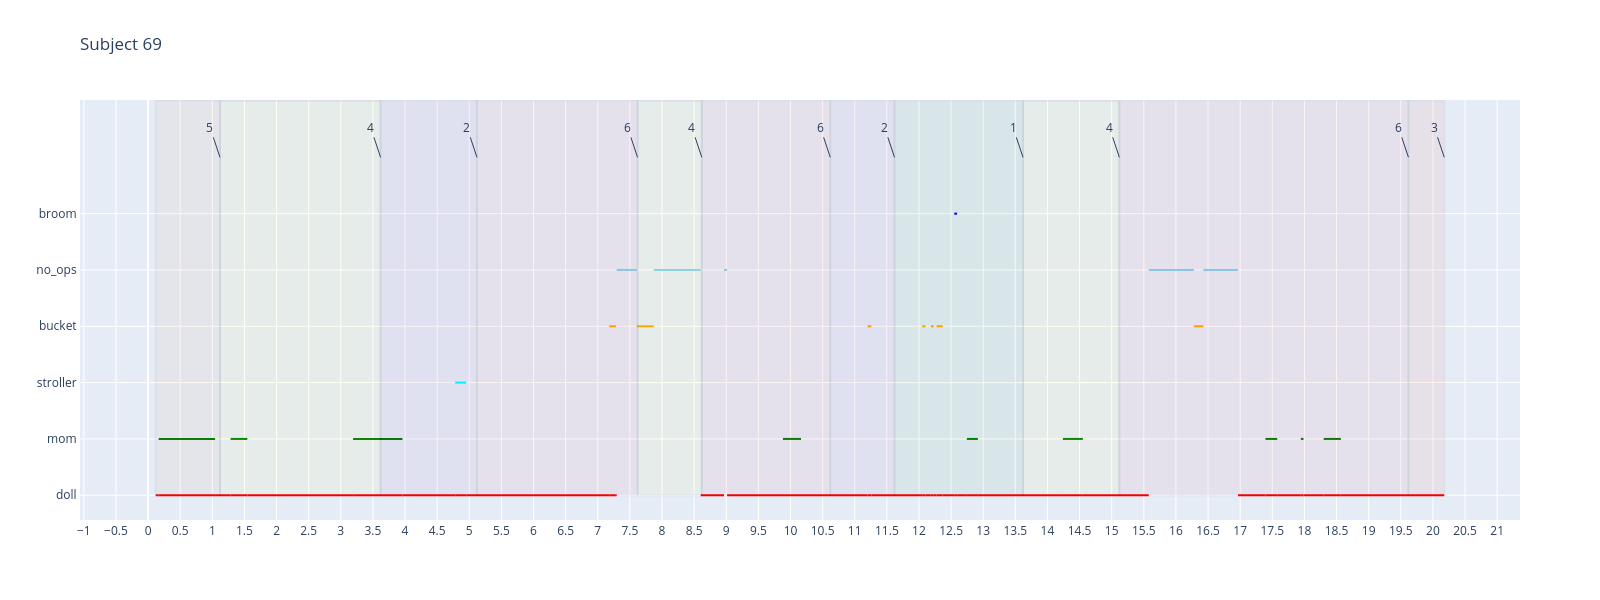 Subject 69
5 4 2 6 4 6 2 1 4 6 3
broom
no_ops
bucket
stroller
mom
doll
−1 −0.5 0 0.5 1 1.5 2 2.5 3 3.5 4 4.5 5 5.5 6 6.5 7 7.5 8 8.5 9 9.5 10 10.5 11 11.5 12 12.5 13 13.5 14 14.5 15 15.5 16 16.5 17 17.5 18 18.5 19 19.5 20 20.5 21